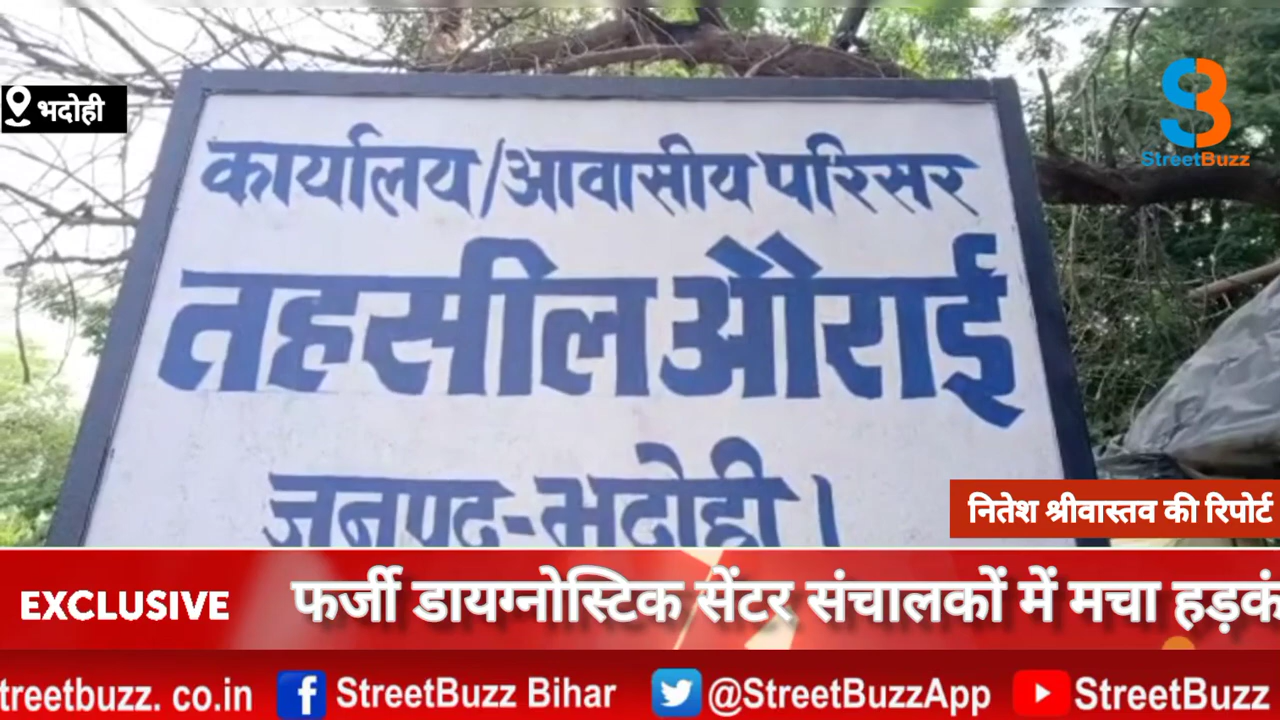 भदोही
StreetBuzz
कार्यालय/आवासीय परिसर
तहसील औराई
जनपद-भदोही।
नितेश श्रीवास्तव की रिपोर्ट
EXCLUSIVE फर्जी डायग्नोस्टिक सेंटर संचालकों में मचा हड़कं
treetbuzz. co.in StreetBuzz Bihar @StreetBuzzApp StreetBuzz